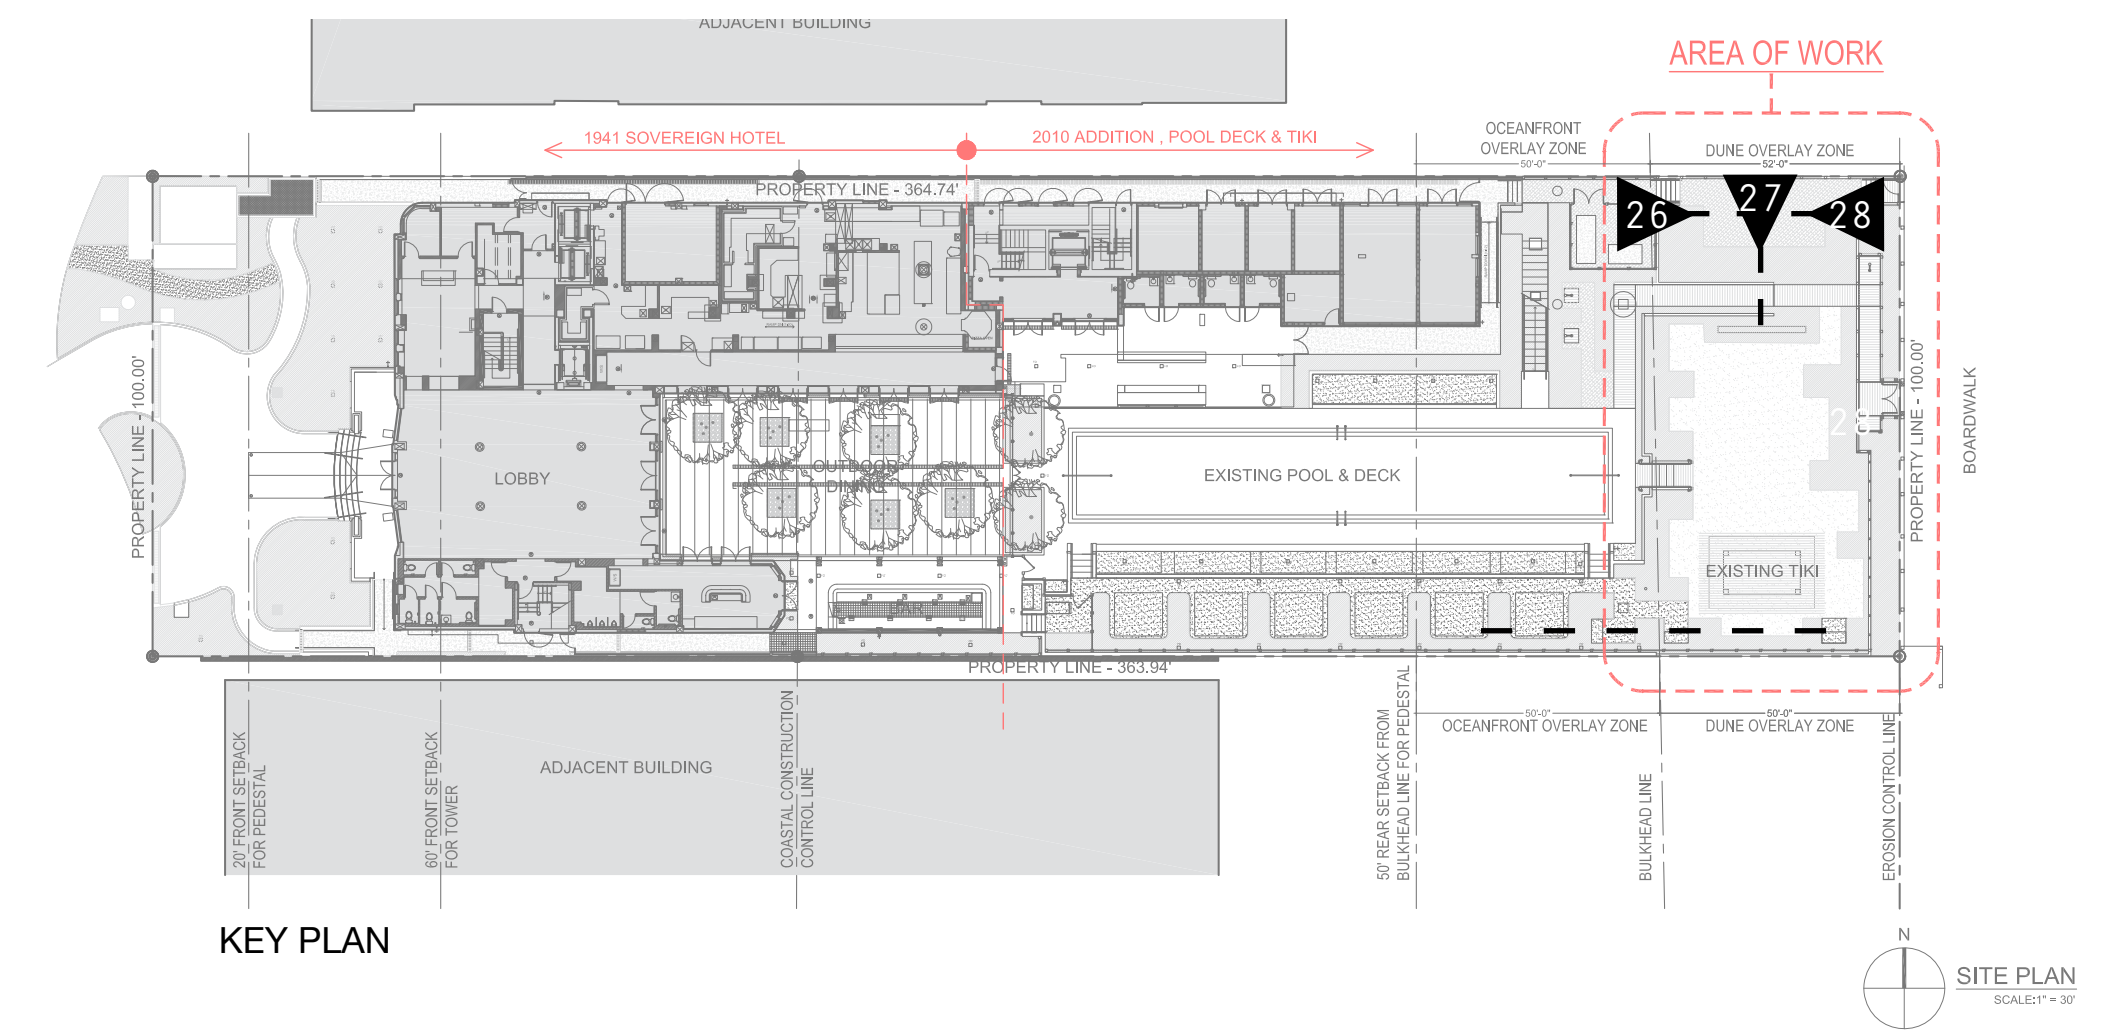 ADJACENT BUILDING
AREA OF WORK
1941 SOVEREIGN HOTEL
2010 ADDITION , POOL DECK & TIKI
OCEANFRONT
OVERLAY ZONE
50'-0"
DUNE OVERLAY ZONE
52'-0"
PROPERTY LINE - 364.74'
26
27
28
PROPERTY LINE - 100.00'
LOBBY
OUTDOOR
DINING
EXISTING POOL & DECK
28
PROPERTY LINE - 100.00'
BOARDWALK
EXISTING TIKI
BAR
PROPERTY LINE - 363.94'
50'-0"
OCEANFRONT OVERLAY ZONE
50'-0"
DUNE OVERLAY ZONE
20' FRONT SETBACK
FOR PEDESTAL
60' FRONT SETBACK
FOR TOWER
ADJACENT BUILDING
COASTAL CONSTRUCTION
CONTROL LINE
50' REAR SETBACK FROM
BULKHEAD LINE FOR PEDESTAL
BULKHEAD LINE
EROSION CONTROL LINE
KEY PLAN
N
SITE PLAN
SCALE:1" = 30'